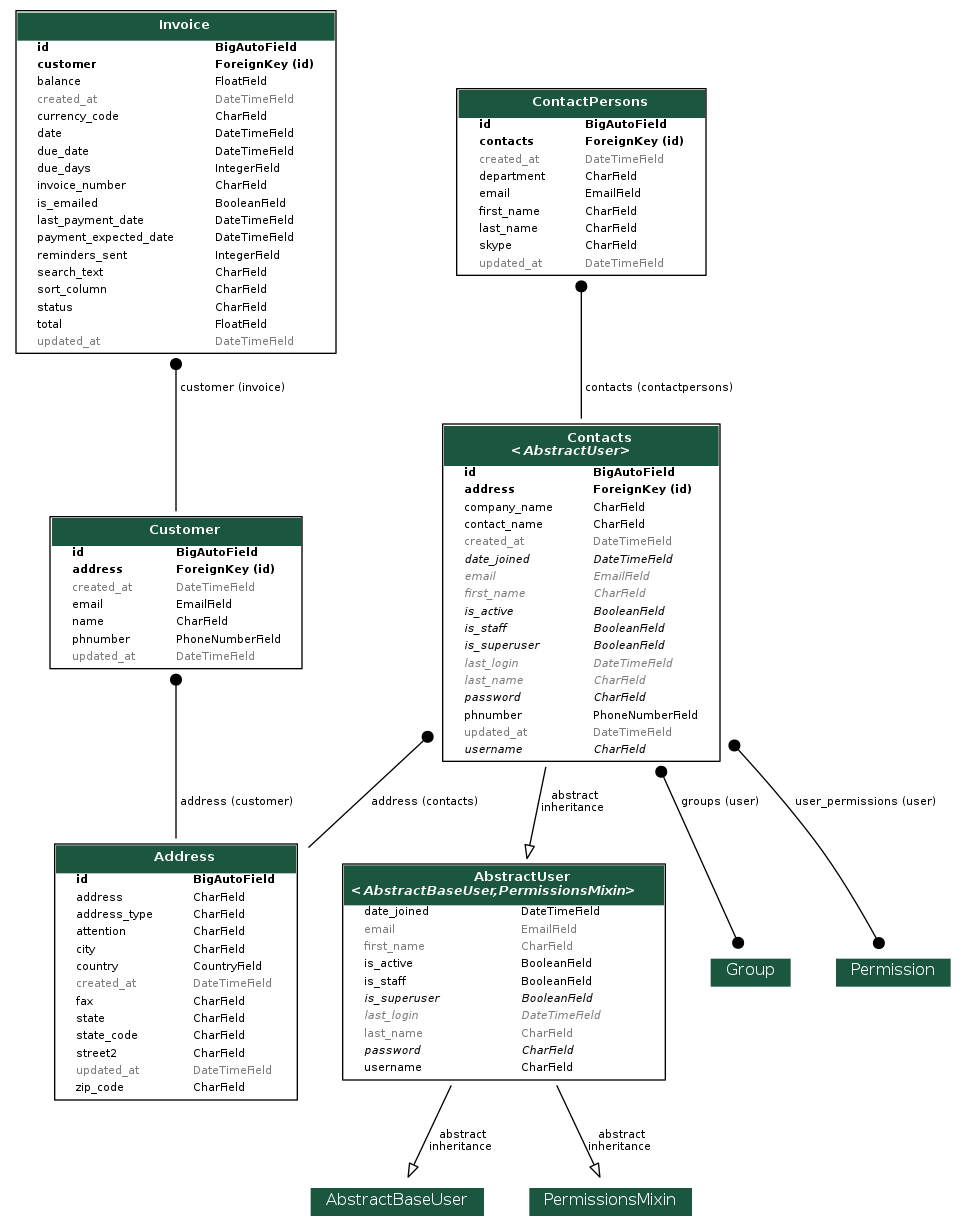 Invoice
id BigAutoField
customer ForeignKey (id)
balance FloatField
created_at DateTimeField
currency_code CharField
date DateTimeField
due_date DateTimeField
due_days IntegerField
invoice_number CharField
is_emailed BooleanField
last_payment_date DateTimeField
payment_expected_date DateTimeField
reminders_sent IntegerField
search_text CharField
sort_column CharField
status CharField
total FloatField
updated_at DateTimeField
ContactPersons
id BigAutoField
contacts ForeignKey (id)
created_at DateTimeField
department CharField
email EmailField
first_name CharField
last_name CharField
skype CharField
updated_at DateTimeField
customer (invoice)
contacts (contactpersons)
Customer
id BigAutoField
address ForeignKey (id)
created_at DateTimeField
email EmailField
name CharField
phnumber PhoneNumberField
updated_at DateTimeField
Contacts
<AbstractUser>
id BigAutoField
address ForeignKey (id)
company_name CharField
contact_name CharField
created_at DateTimeField
date_joined DateTimeField
email EmailField
first_name CharField
is_active BooleanField
is_staff BooleanField
is_superuser BooleanField
last_login DateTimeField
last_name CharField
password CharField
phnumber PhoneNumberField
updated_at DateTimeField
username CharField
address (customer)
address (contacts)
abstract
inheritance
groups (user)
user_permissions (user)
Address
id BigAutoField
address CharField
address_type CharField
attention CharField
city CharField
country CountryField
created_at DateTimeField
fax CharField
state CharField
state_code CharField
street2 CharField
updated_at DateTimeField
zip_code CharField
AbstractUser
<AbstractBaseUser,PermissionsMixin>
date_joined DateTimeField
email EmailField
first_name CharField
is_active BooleanField
is_staff BooleanField
is_superuser BooleanField
last_login DateTimeField
last_name CharField
password CharField
username CharField
Group
Permission
abstract
inheritance
abstract
inheritance
AbstractBaseUser
PermissionsMixin